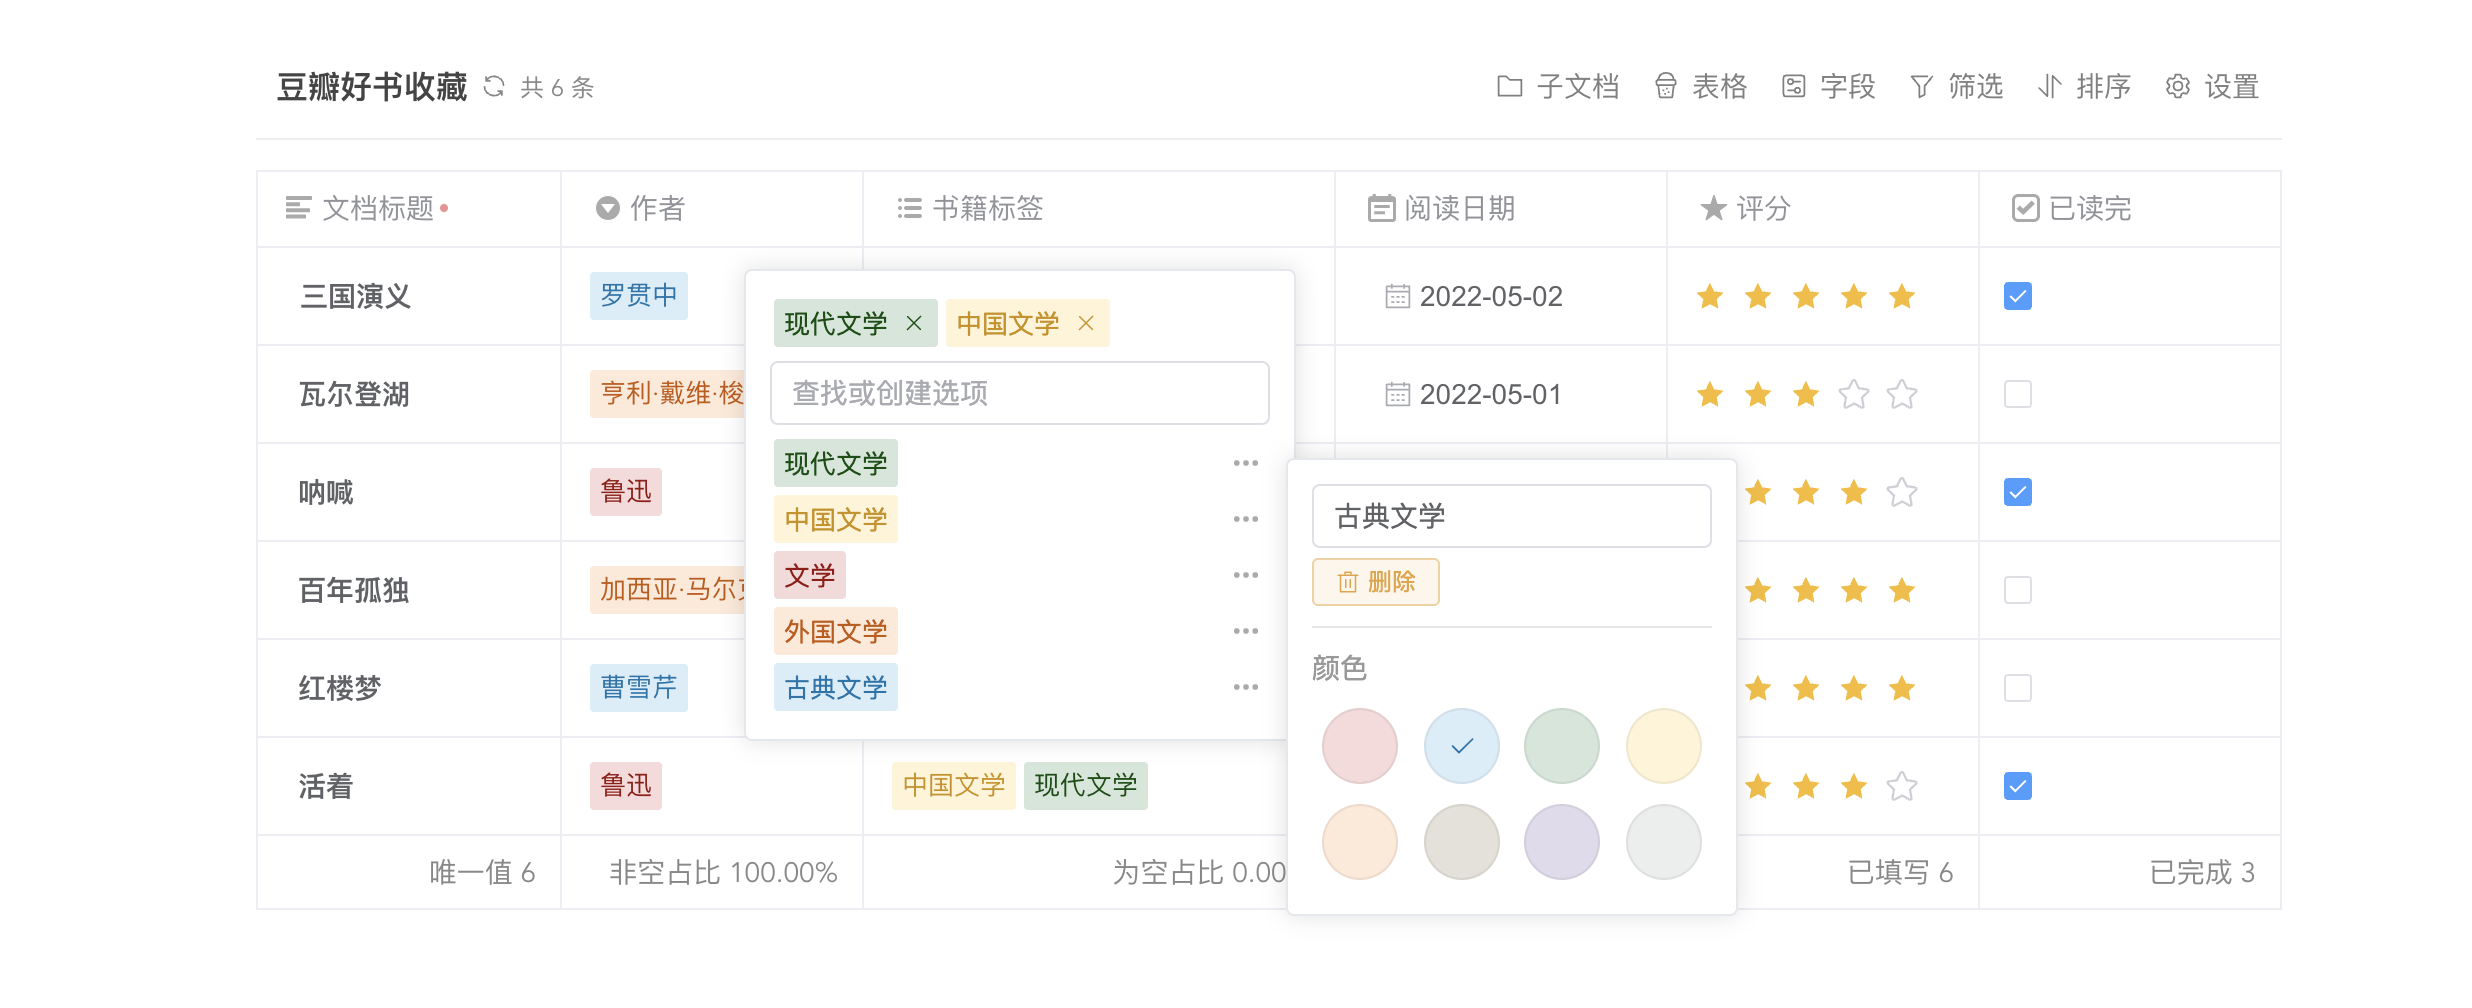 豆瓣好书收藏 共 6 条 子文档 表格 字段 筛选 排序 设置
文档标题 作者 书籍标签 阅读日期 评分 已读完
三国演义 罗贯中 2022-05-02
现代文学 中国文学
瓦尔登湖 亨利·戴维·梭 2022-05-01
查找或创建选项
现代文学
中国文学
文学
外国文学
古典文学
呐喊 鲁迅
百年孤独 加西亚·马尔
红楼梦 曹雪芹
活着 鲁迅 中国文学 现代文学
古典文学
删除
颜色
唯一值 6 非空占比 100.00% 为空占比 0.00 已填写 6 已完成 3